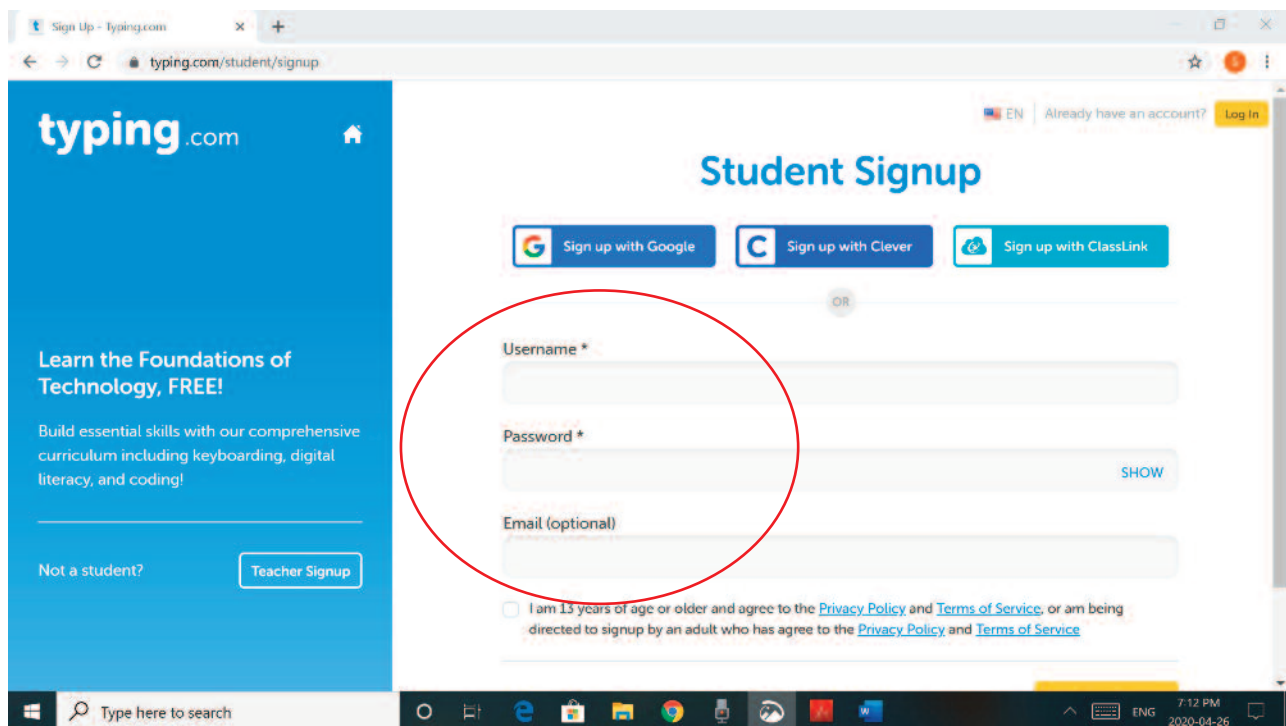 Sign Up - Typing.com
typing.com/student/signup
S
EN
Already have an account?
Log In
typing.com
Student Signup
Sign up with Google
Sign up with Clever
Sign up with ClassLink
OR
Username *
Learn the Foundations of
Technology, FREE!
Build essential skills with our comprehensive
curriculum including keyboarding, digital
literacy, and coding!
Password *
SHOW
Email (optional)
Not a student?
Teacher Signup
I am 13 years of age or older and agree to the Privacy Policy and Terms of Service, or am being
directed to signup by an adult who has agree to the Privacy Policy and Terms of Service
Type here to search
ENG
7:12 PM
2020-04-26